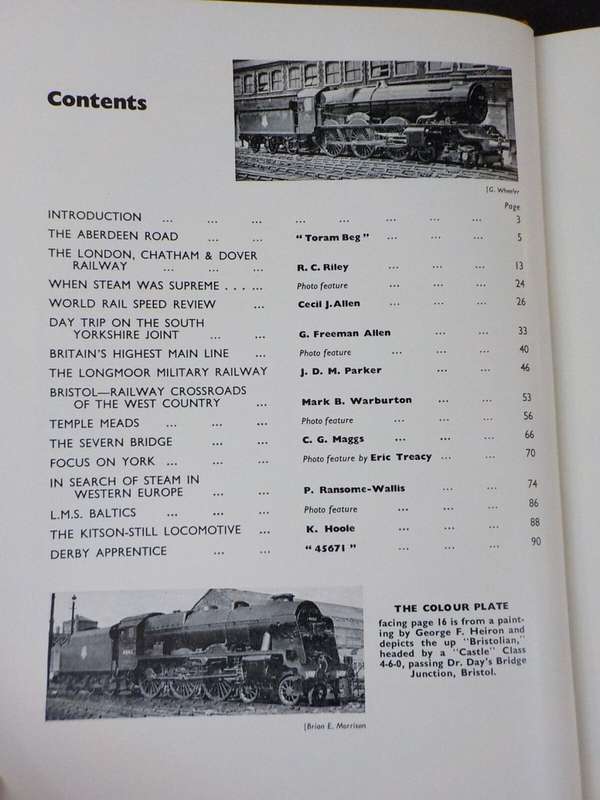 Contents
[G. Wheeler
Page
INTRODUCTION ... ... ... ... ... ... ... ... 3
THE ABERDEEN ROAD ... ... "Toram Beg" ... ... ... 5
THE LONDON, CHATHAM & DOVER
RAILWAY ... ... ... R. C. Riley ... ... 13
WHEN STEAM WAS SUPREME . . . ... Photo feature ... ... ... 24
WORLD RAIL SPEED REVIEW ... Cecil J. Allen ... ... ... 26
DAY TRIP ON THE SOUTH
YORKSHIRE JOINT ... ... G. Freeman Allen ... ... 33
BRITAIN'S HIGHEST MAIN LINE ... Photo feature ... ... ... 40
THE LONGMOOR MILITARY RAILWAY J. D. M. Parker ... ... 46
BRISTOL—RAILWAY CROSSROADS
OF THE WEST COUNTRY ... Mark B. Warburton ... ... 53
TEMPLE MEADS ... ... ... Photo feature ... ... ... 56
THE SEVERN BRIDGE ... ... C. G. Maggs ... ... ... 66
FOCUS ON YORK ... ... ... Photo feature by Eric Treacy ... ... 70
IN SEARCH OF STEAM IN
WESTERN EUROPE ... ... P. Ransome-Wallis ... ... 74
L.M.S. BALTICS ... ... ... Photo feature ... ... ... 86
THE KITSON-STILL LOCOMOTIVE ... K. Hoole ... ... ... 88
DERBY APPRENTICE ... ... "45671" ... ... ... 90
THE COLOUR PLATE
facing page 16 is from a paint-
ing by George F. Heiron and
depicts the up "Bristolian,"
headed by a "Castle" Class
4-6-0, passing Dr. Day's Bridge
Junction, Bristol.
[Brian E. Morrison